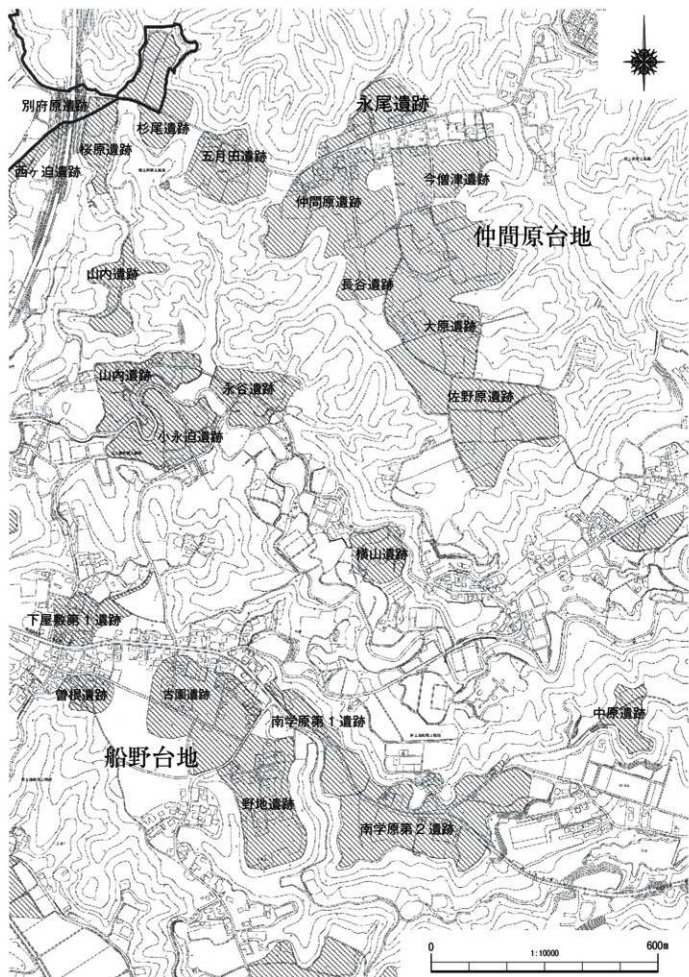 別府原遺跡
杉尾遺跡
永尾遺跡
桜原遺跡
五月田遺跡
西ヶ迫遺跡
今僧津遺跡
仲間原遺跡
仲間原台地
山内遺跡
長谷遺跡
大原遺跡
山内遺跡
永谷遺跡
佐野原遺跡
小永迫遺跡
横山遺跡
下屋敷第1遺跡
曽根遺跡
古園遺跡
南学原第1遺跡
中原遺跡
船野台地
野地遺跡
南学原第2遺跡
0
600m
1:10000